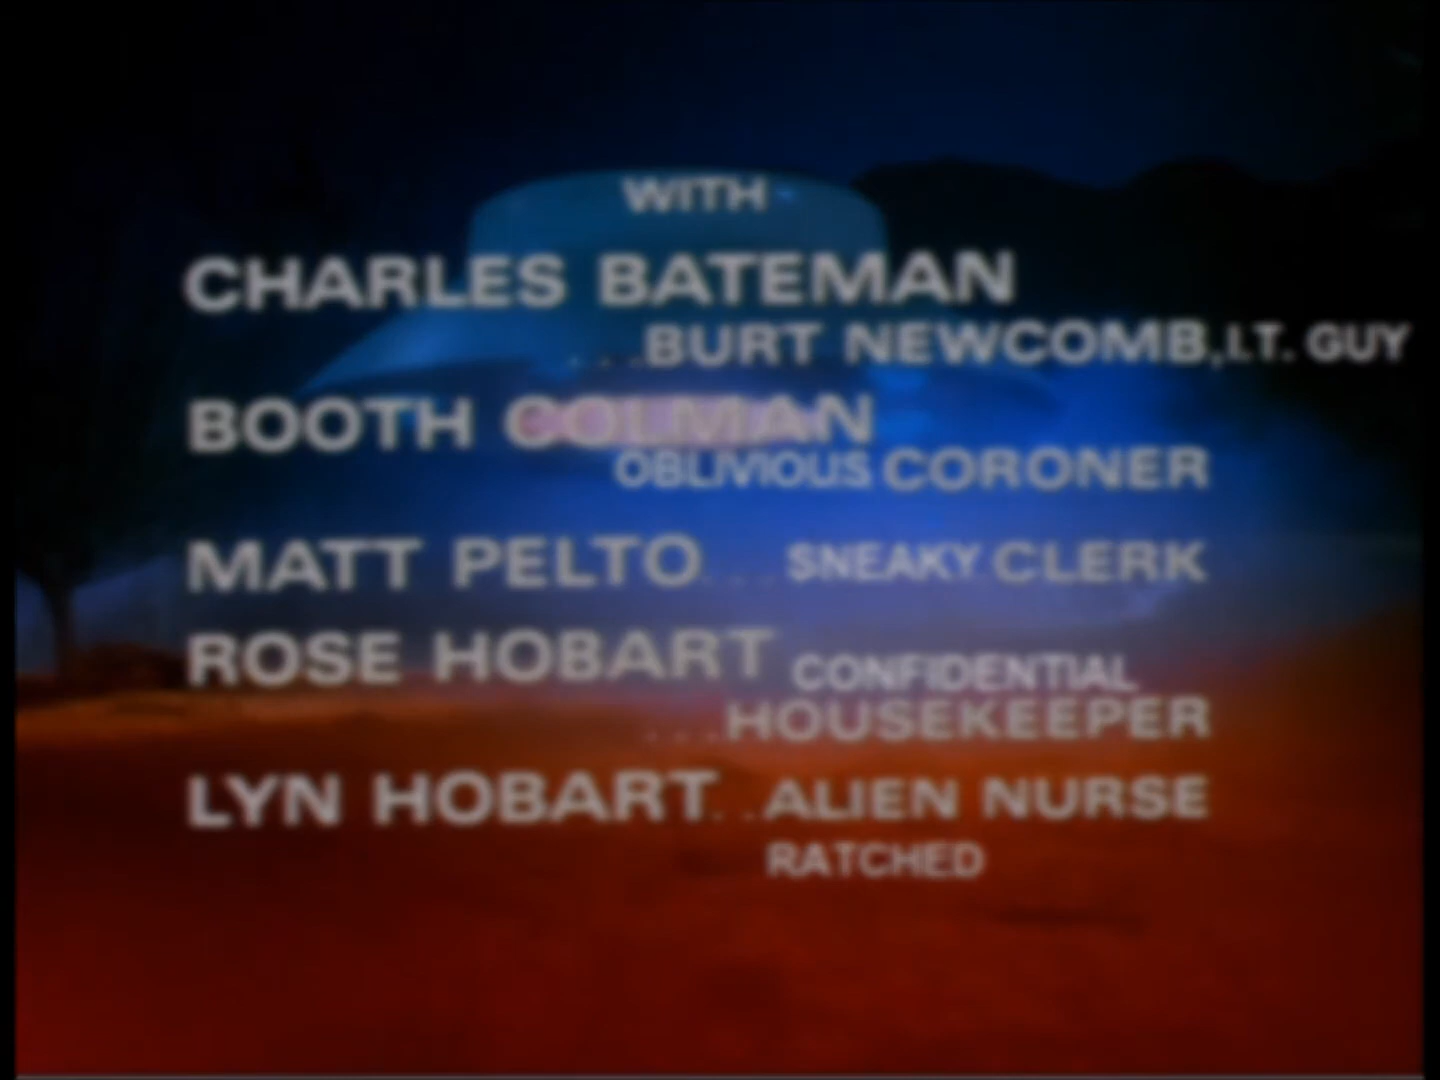 WITH
CHARLES BATEMAN
...BURT NEWCOMB, I.T. GUY
BOOTH COLMAN
OBLIVIOUS CORONER
MATT PELTO... SNEAKY CLERK
ROSE HOBART CONFIDENTIAL
...HOUSEKEEPER
LYN HOBART...ALIEN NURSE
RATCHED